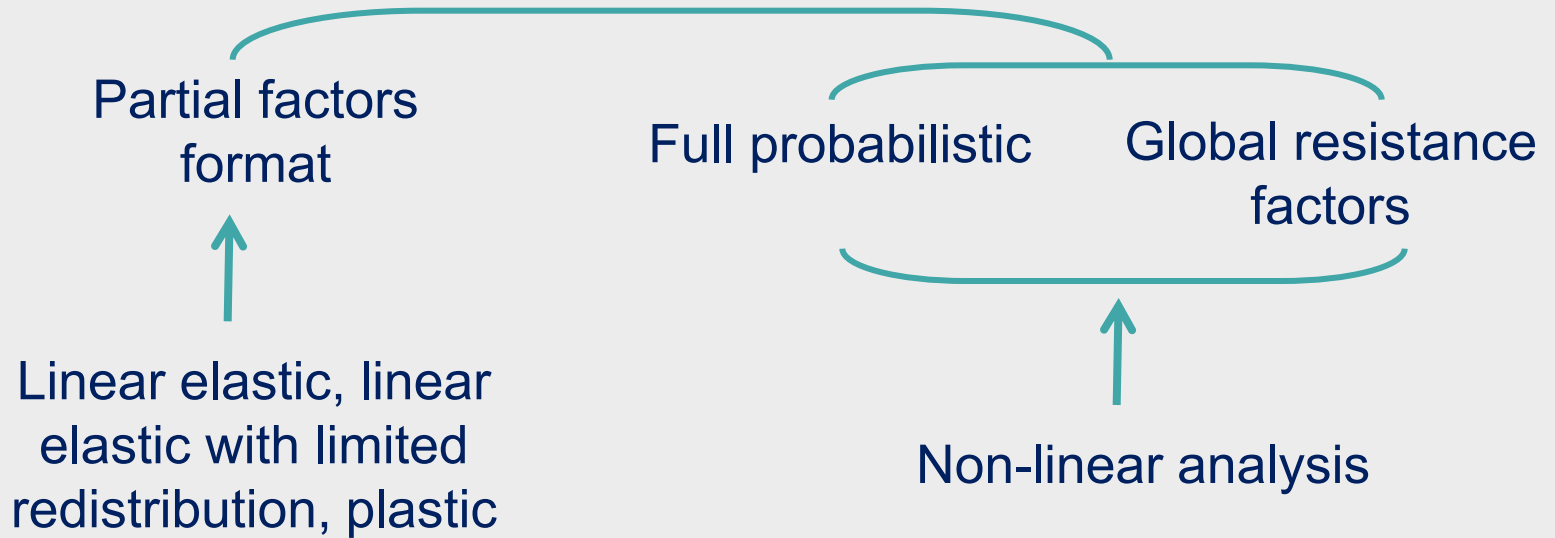 Partial factors
format
Full probabilistic
Global resistance
factors
Linear elastic, linear
elastic with limited
redistribution, plastic
Non-linear analysis